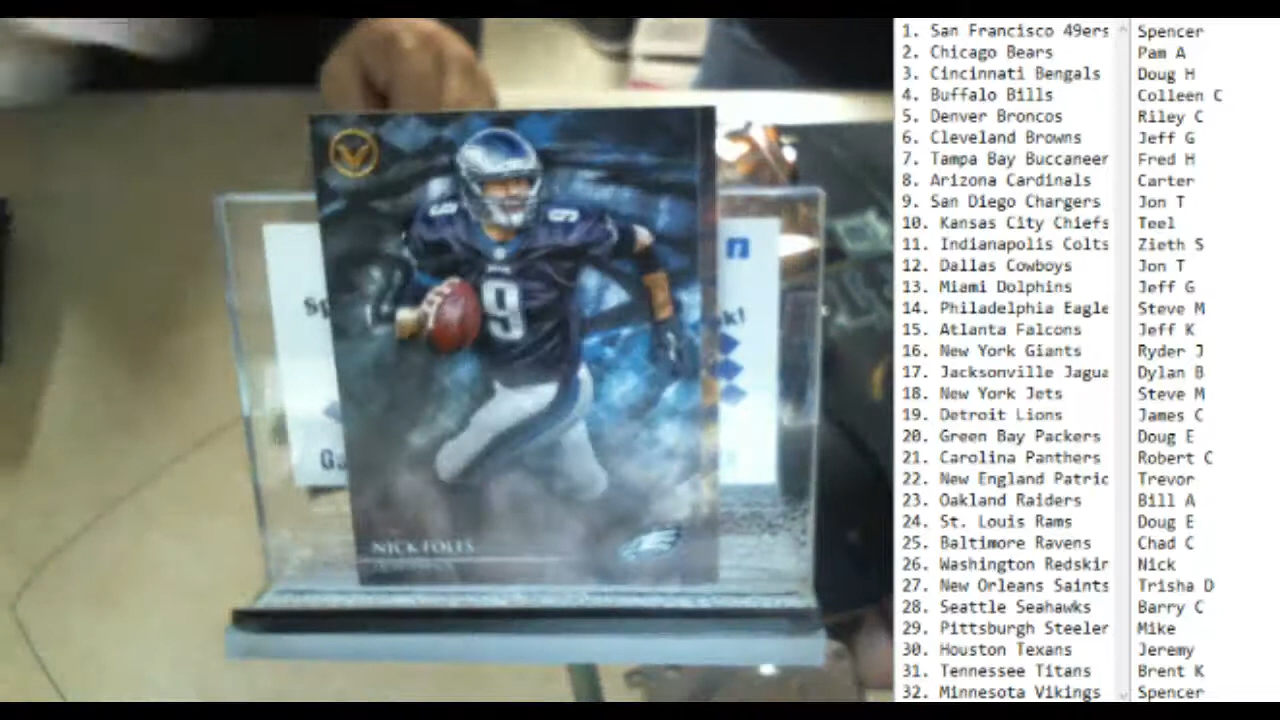 9
9
9
NICK FOLES
1. San Francisco 49ers Spencer
2. Chicago Bears Pam A
3. Cincinnati Bengals Doug H
4. Buffalo Bills Colleen C
5. Denver Broncos Riley C
6. Cleveland Browns Jeff G
7. Tampa Bay Buccaneer Fred H
8. Arizona Cardinals Carter
9. San Diego Chargers Jon T
10. Kansas City Chiefs Teel
11. Indianapolis Colts Zieth S
12. Dallas Cowboys Jon T
13. Miami Dolphins Jeff G
14. Philadelphia Eagle Steve M
15. Atlanta Falcons Jeff K
16. New York Giants Ryder J
17. Jacksonville Jagua Dylan B
18. New York Jets Steve M
19. Detroit Lions James C
20. Green Bay Packers Doug E
21. Carolina Panthers Robert C
22. New England Patric Trevor
23. Oakland Raiders Bill A
24. St. Louis Rams Doug E
25. Baltimore Ravens Chad C
26. Washington Redskir Nick
27. New Orleans Saints Trisha D
28. Seattle Seahawks Barry C
29. Pittsburgh Steeler Mike
30. Houston Texans Jeremy
31. Tennessee Titans Brent K
32. Minnesota Vikings Spencer